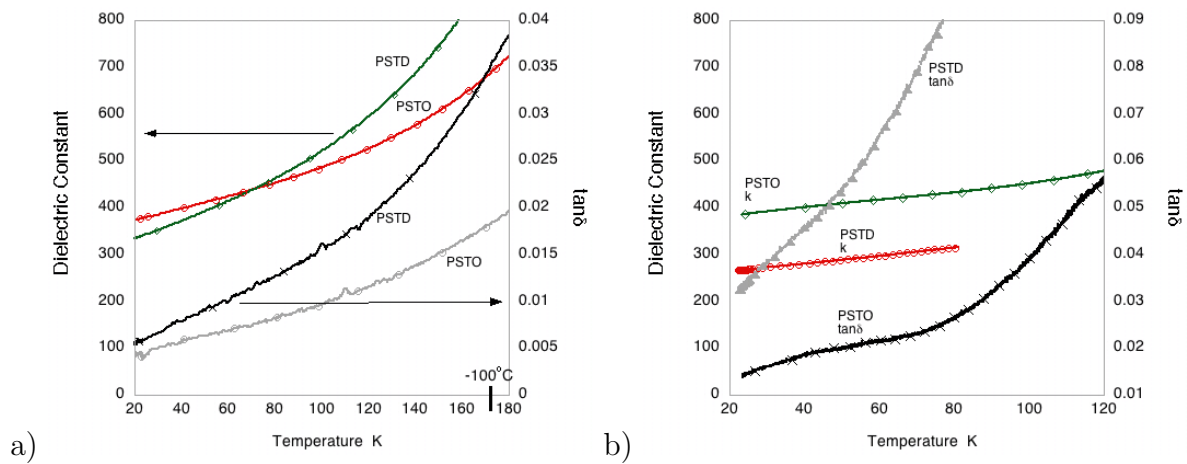 800
700
600
500
400
300
200
100
0
Dielectric Constant
0.04
0.035
0.03
0.025
0.02
0.015
0.01
0.005
0
tanδ
PSTD
PSTO
PSTD
PSTO
-100°C
20 40 60 80 100 120 140 160 180
Temperature K
a)
800
700
600
500
400
300
200
100
0
Dielectric Constant
0.09
0.08
0.07
0.06
0.05
0.04
0.03
0.02
0.01
tanδ
PSTD
tanδ
PSTO
k
PSTD
k
PSTO
tanδ
20 40 60 80 100 120
Temperature K
b)